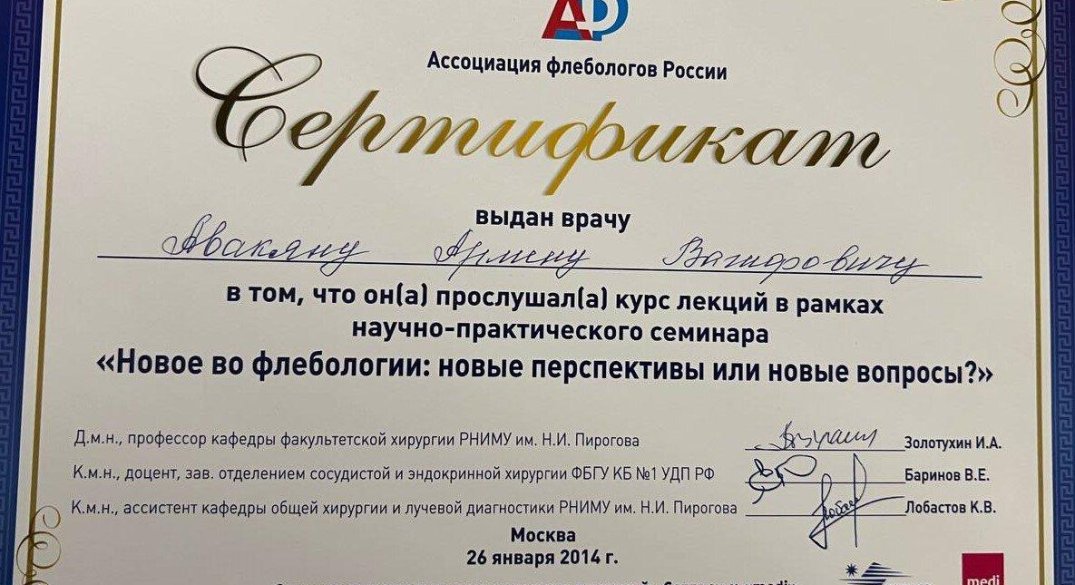 АФР
Ассоциация флебологов России
Сертификат
выдан врачу
Авакяну Армену Вагифовичу
в том, что он(а) прослушал(а) курс лекций в рамках
научно-практического семинара
«Новое во флебологии: новые перспективы или новые вопросы?»
Д.м.н., профессор кафедры факультетской хирургии РНИМУ им. Н.И. Пирогова Золотухин И.А.
К.м.н., доцент, зав. отделением сосудистой и эндокринной хирургии ФБГУ КБ №1 УДП РФ Баринов В.Е.
К.м.н., ассистент кафедры общей хирургии и лучевой диагностики РНИМУ им. Н.И. Пирогова Лобастов К.В.
Москва
26 января 2014 г.
medi